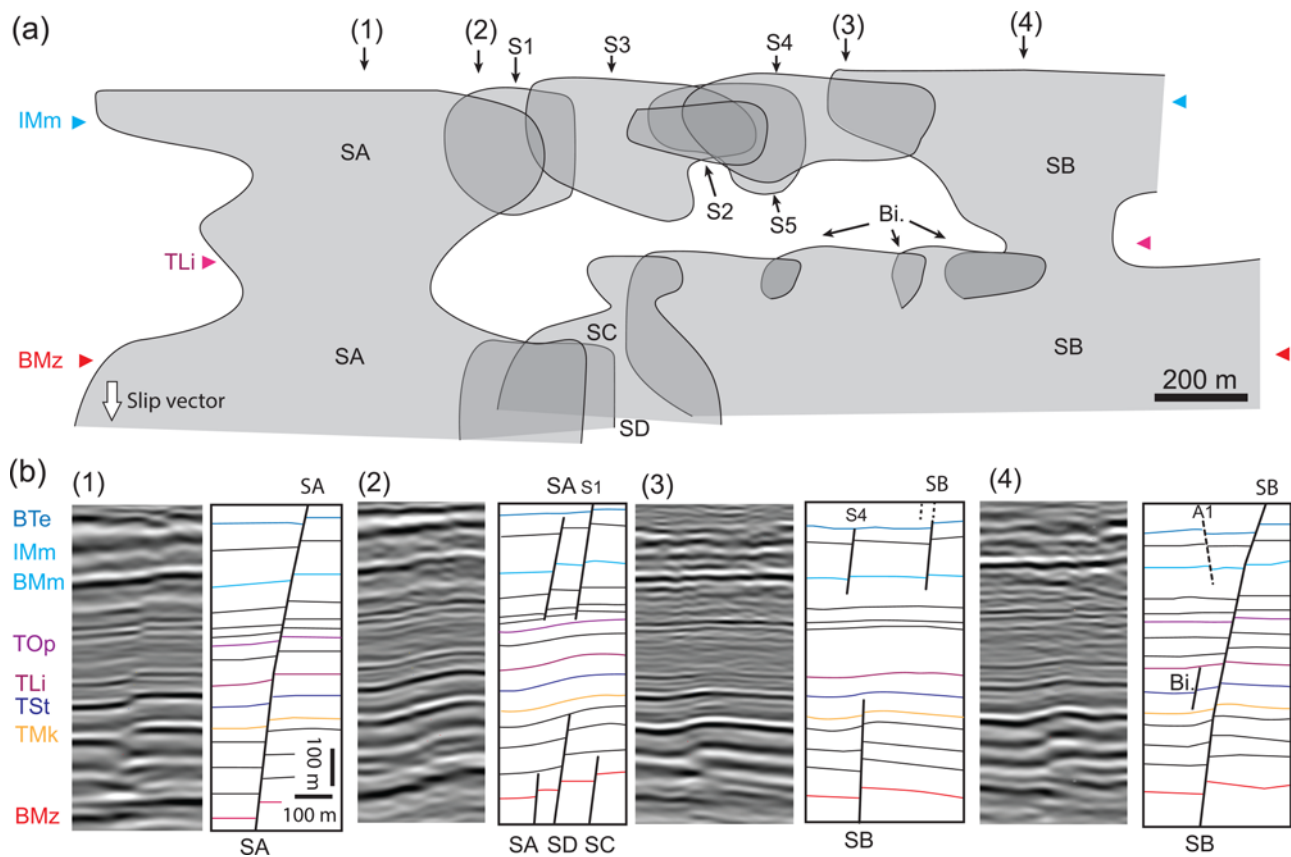 (a)
(1)
(2)
S1
S3
S4
(3)
(4)
IMm
SA
SB
S2
S5
Bi.
TLi
SC
BMz
SA
SB
Slip vector
200 m
SD
(b)
(1)
SA
(2)
SA S1
(3)
SB
(4)
SB
BTe
S4
A1
IMm
BMm
TOp
TLi
TSt
Bi.
TMk
100 m
100 m
BMz
SA
SA SD SC
SB
SB